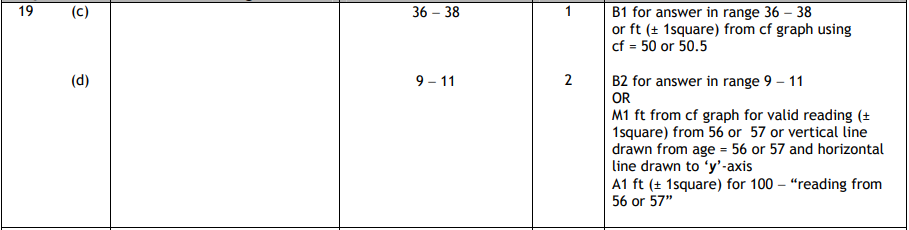 19 (c) 36 – 38 1 B1 for answer in range 36 – 38
or ft (± 1square) from cf graph using
cf = 50 or 50.5
(d) 9 – 11 2 B2 for answer in range 9 – 11
OR
M1 ft from cf graph for valid reading (±
1square) from 56 or 57 or vertical line
drawn from age = 56 or 57 and horizontal
line drawn to ‘y’-axis
A1 ft (± 1square) for 100 – “reading from
56 or 57”